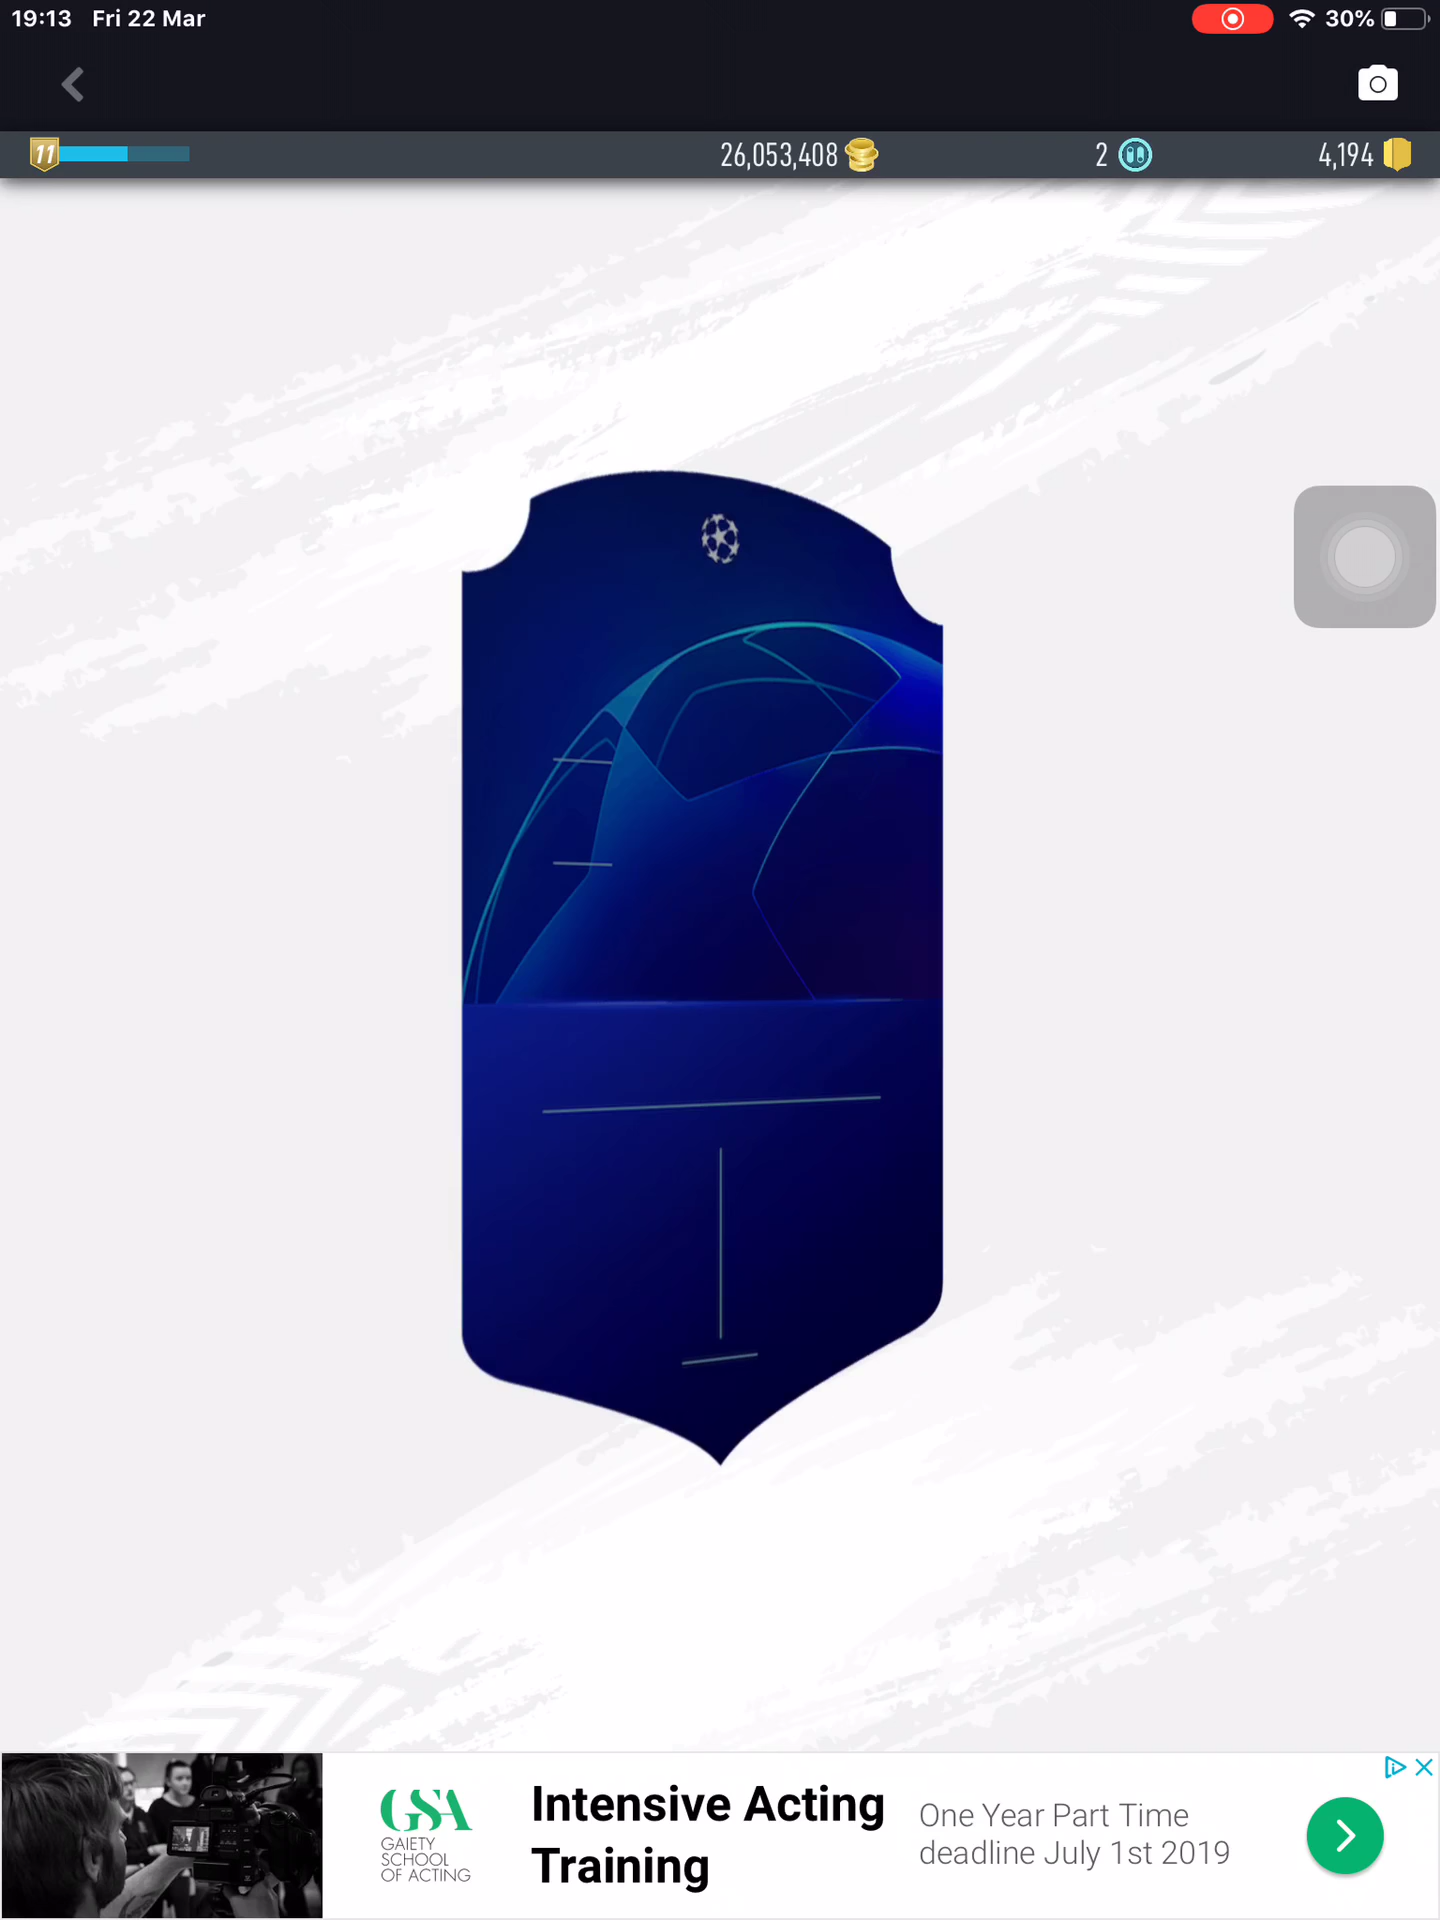 19:13 Fri 22 Mar 30%
11 26,053,408 2 4,194
GSA
GAIETY
SCHOOL
OF ACTING
Intensive Acting
Training
One Year Part Time
deadline July 1st 2019